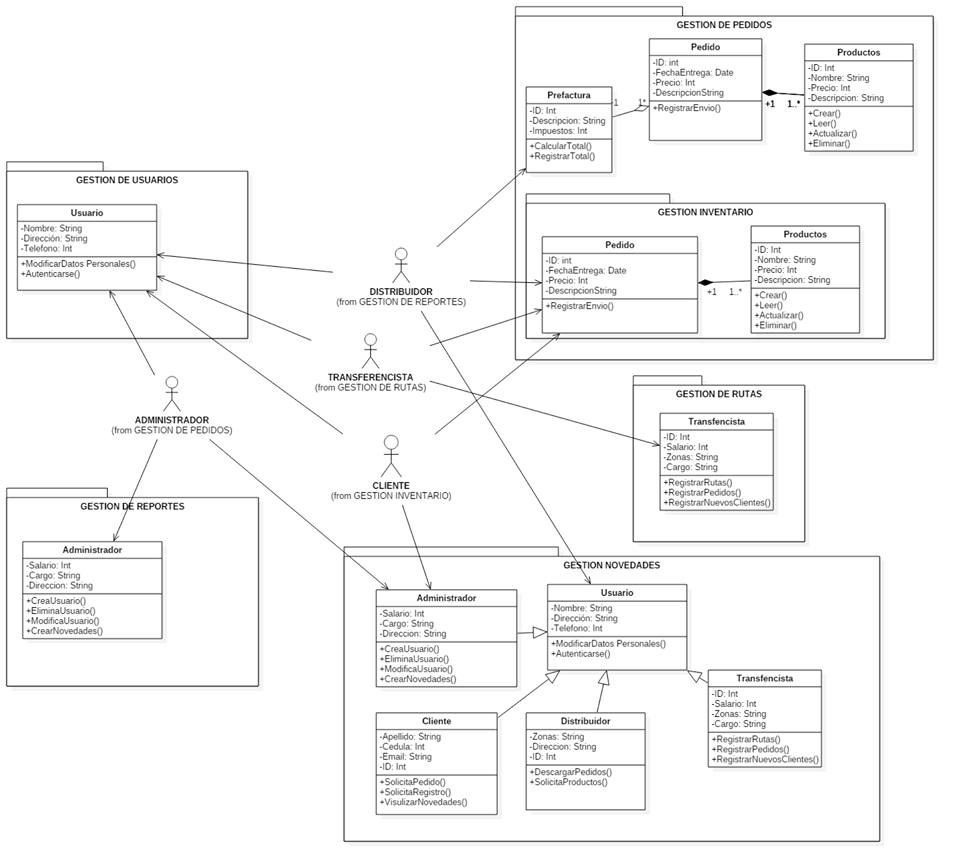 GESTION DE PEDIDOS
Prefactura
-ID: Int
-Descripcion: String
-Impuestos: Int
+CalcularTotal()
+RegistrarTotal()
1
1*
Pedido
-ID: int
-FechaEntrega: Date
-Precio: Int
-DescripcionString
+RegistrarEnvio()
+1
1..*
Productos
-ID: Int
-Nombre: String
-Precio: Int
-Descripcion: String
+Crear()
+Leer()
+Actualizar()
+Eliminar()
GESTION INVENTARIO
Pedido
-ID: int
-FechaEntrega: Date
-Precio: Int
-DescripcionString
+RegistrarEnvio()
+1
1..*
Productos
-ID: Int
-Nombre: String
-Precio: Int
-Descripcion: String
+Crear()
+Leer()
+Actualizar()
+Eliminar()
GESTION DE USUARIOS
Usuario
-Nombre: String
-Dirección: String
-Telefono: Int
+ModificarDatos Personales()
+Autenticarse()
DISTRIBUIDOR
(from GESTION DE REPORTES)
TRANSFERENCISTA
(from GESTION DE RUTAS)
ADMINISTRADOR
(from GESTION DE PEDIDOS)
CLIENTE
(from GESTION INVENTARIO)
GESTION DE RUTAS
Transfencista
-ID: Int
-Salario: Int
-Zonas: String
-Cargo: String
+RegistrarRutas()
+RegistrarPedidos()
+RegistrarNuevosClientes()
GESTION DE REPORTES
Administrador
-Salario: Int
-Cargo: String
-Direccion: String
+CreaUsuario()
+EliminaUsuario()
+ModificaUsuario()
+CrearNovedades()
GESTION NOVEDADES
Administrador
-Salario: Int
-Cargo: String
-Direccion: String
+CreaUsuario()
+EliminaUsuario()
+ModificaUsuario()
+CrearNovedades()
Usuario
-Nombre: String
-Dirección: String
-Telefono: Int
+ModificarDatos Personales()
+Autenticarse()
Cliente
-Apellido: String
-Cedula: Int
-Email: String
-ID: Int
+SolicitaPedido()
+SolicitaRegistro()
+VisulizarNovedades()
Distribuidor
-Zonas: String
-Direccion: String
-ID: Int
+DescargarPedidos()
+SolicitaProductos()
Transfencista
-ID: Int
-Salario: Int
-Zonas: String
-Cargo: String
+RegistrarRutas()
+RegistrarPedidos()
+RegistrarNuevosClientes()